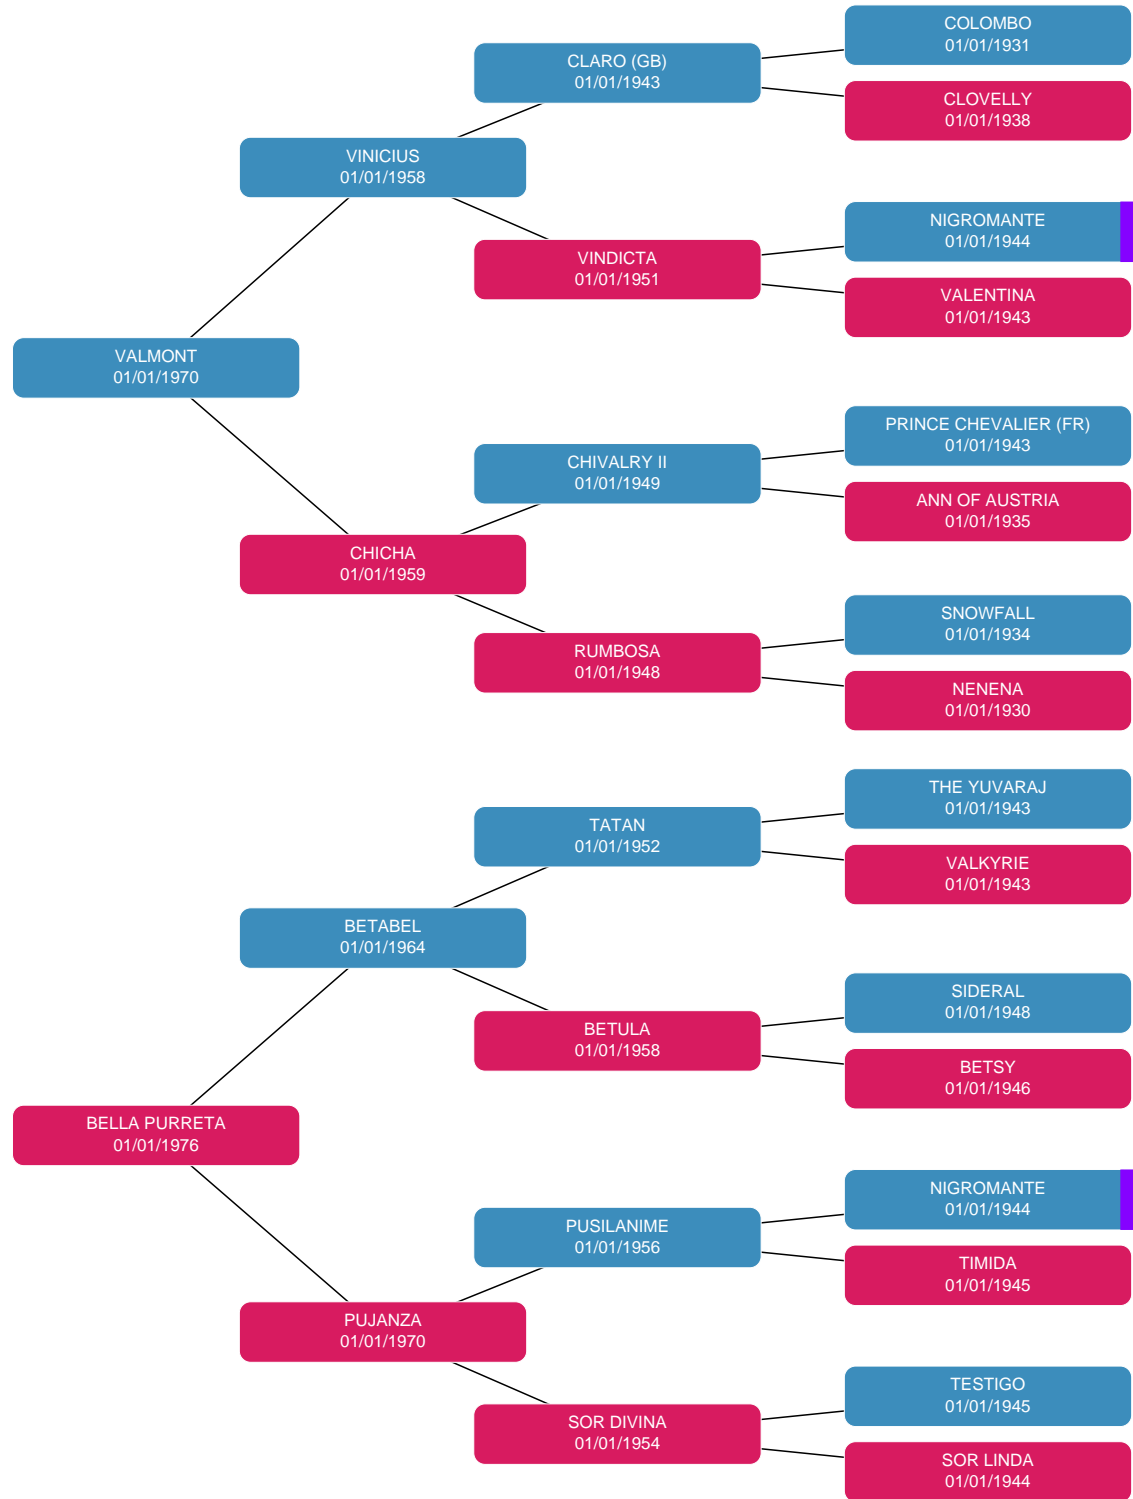 COLOMBO
01/01/1931
CLARO (GB)
01/01/1943
CLOVELLY
01/01/1938
VINICIUS
01/01/1958
NIGROMANTE
01/01/1944
VINDICTA
01/01/1951
VALENTINA
01/01/1943
VALMONT
01/01/1970
PRINCE CHEVALIER (FR)
01/01/1943
CHIVALRY II
01/01/1949
ANN OF AUSTRIA
01/01/1935
CHICHA
01/01/1959
SNOWFALL
01/01/1934
RUMBOSA
01/01/1948
NENENA
01/01/1930
THE YUVARAJ
01/01/1943
TATAN
01/01/1952
VALKYRIE
01/01/1943
BETABEL
01/01/1964
SIDERAL
01/01/1948
BETULA
01/01/1958
BETSY
01/01/1946
BELLA PURRETA
01/01/1976
NIGROMANTE
01/01/1944
PUSILANIME
01/01/1956
TIMIDA
01/01/1945
PUJANZA
01/01/1970
TESTIGO
01/01/1945
SOR DIVINA
01/01/1954
SOR LINDA
01/01/1944